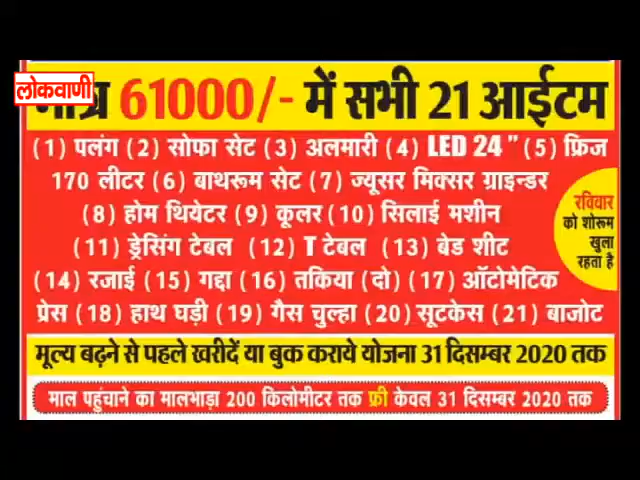 लोकवाणी
मात्र 61000/- में सभी 21 आईटम
(1) पलंग (2) सोफा सेट (3) अलमारी (4) LED 24 " (5) फ्रिज
170 लीटर (6) बाथरूम सेट (7) ज्यूसर मिक्सर ग्राइन्डर
(8) होम थियेटर (9) कूलर (10) सिलाई मशीन
(11) ड्रेसिंग टेबल (12) T टेबल (13) बेड शीट
(14) रजाई (15) गद्दा (16) तकिया (दो) (17) ऑटोमेटिक
प्रेस (18) हाथ घड़ी (19) गैस चुल्हा (20) सूटकेस (21) बाजोट
रविवार
को शोरूम
खुला
रहता है
मूल्य बढ़ने से पहले खरीदें या बुक कराये योजना 31 दिसम्बर 2020 तक
माल पहुंचाने का मालभाड़ा 200 किलोमीटर तक फ्री केवल 31 दिसम्बर 2020 तक